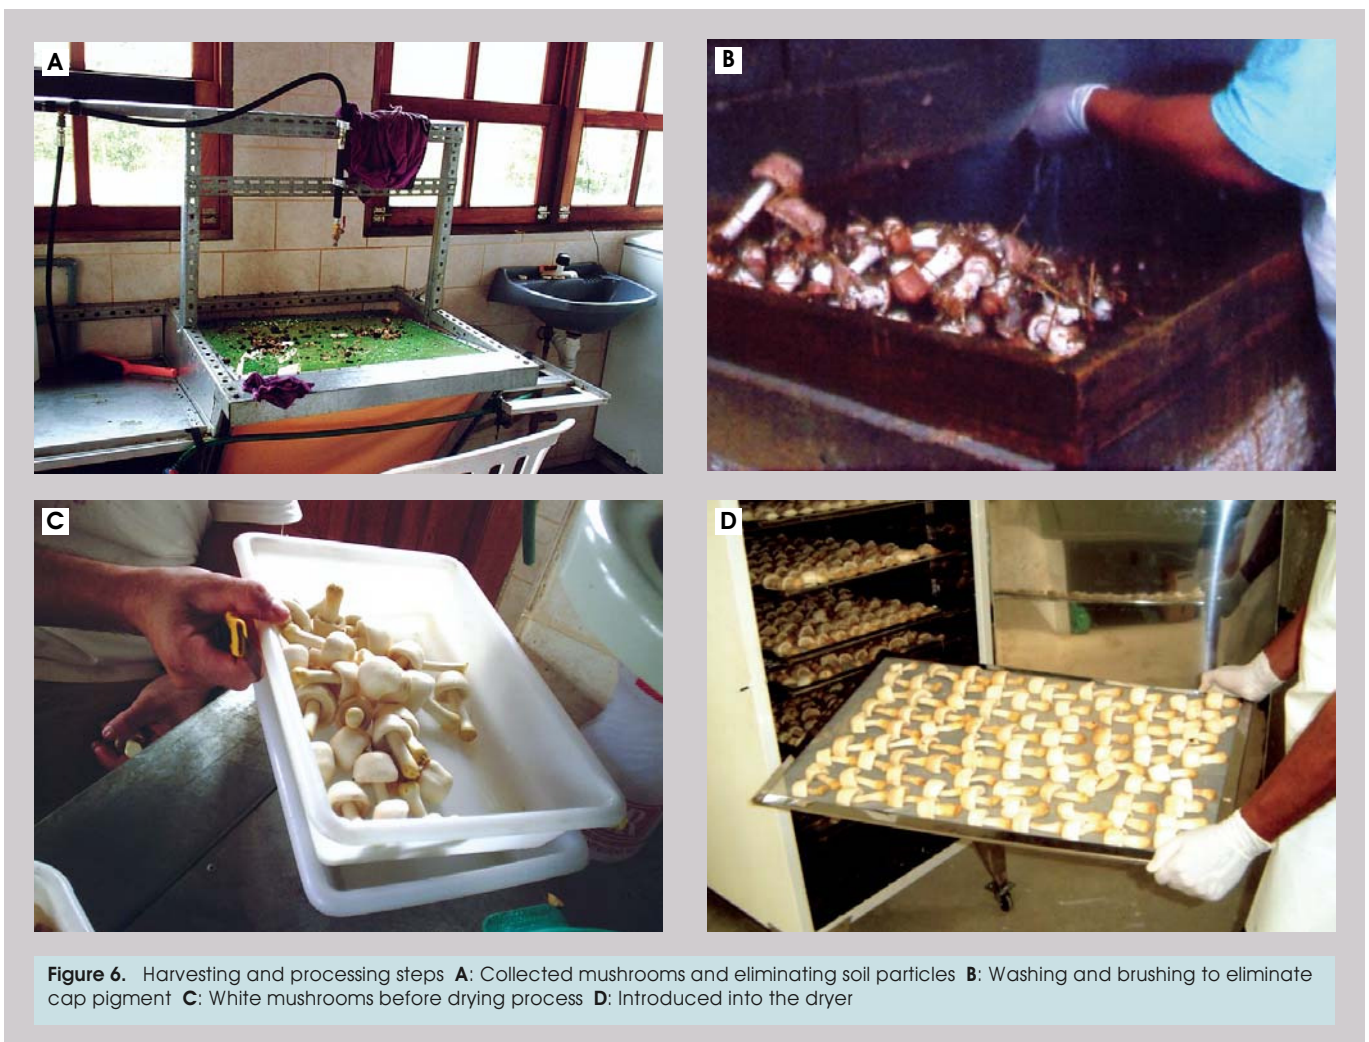 A
B
C
D
Figure 6. Harvesting and processing steps A: Collected mushrooms and eliminating soil particles B: Washing and brushing to eliminate
cap pigment C: White mushrooms before drying process D: Introduced into the dryer